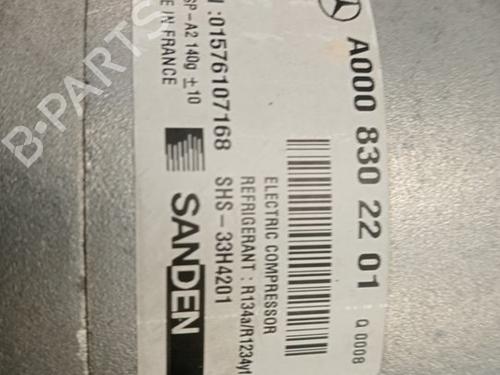 A000 830 22 01
Q 0008
ELECTRIC COMPRESSOR
REFRIGERANT : R134a/R1234yf
:01576107168
SHS-33H4201
SP-A2 140g ±10
IN FRANCE
SANDEN
B-PARTS